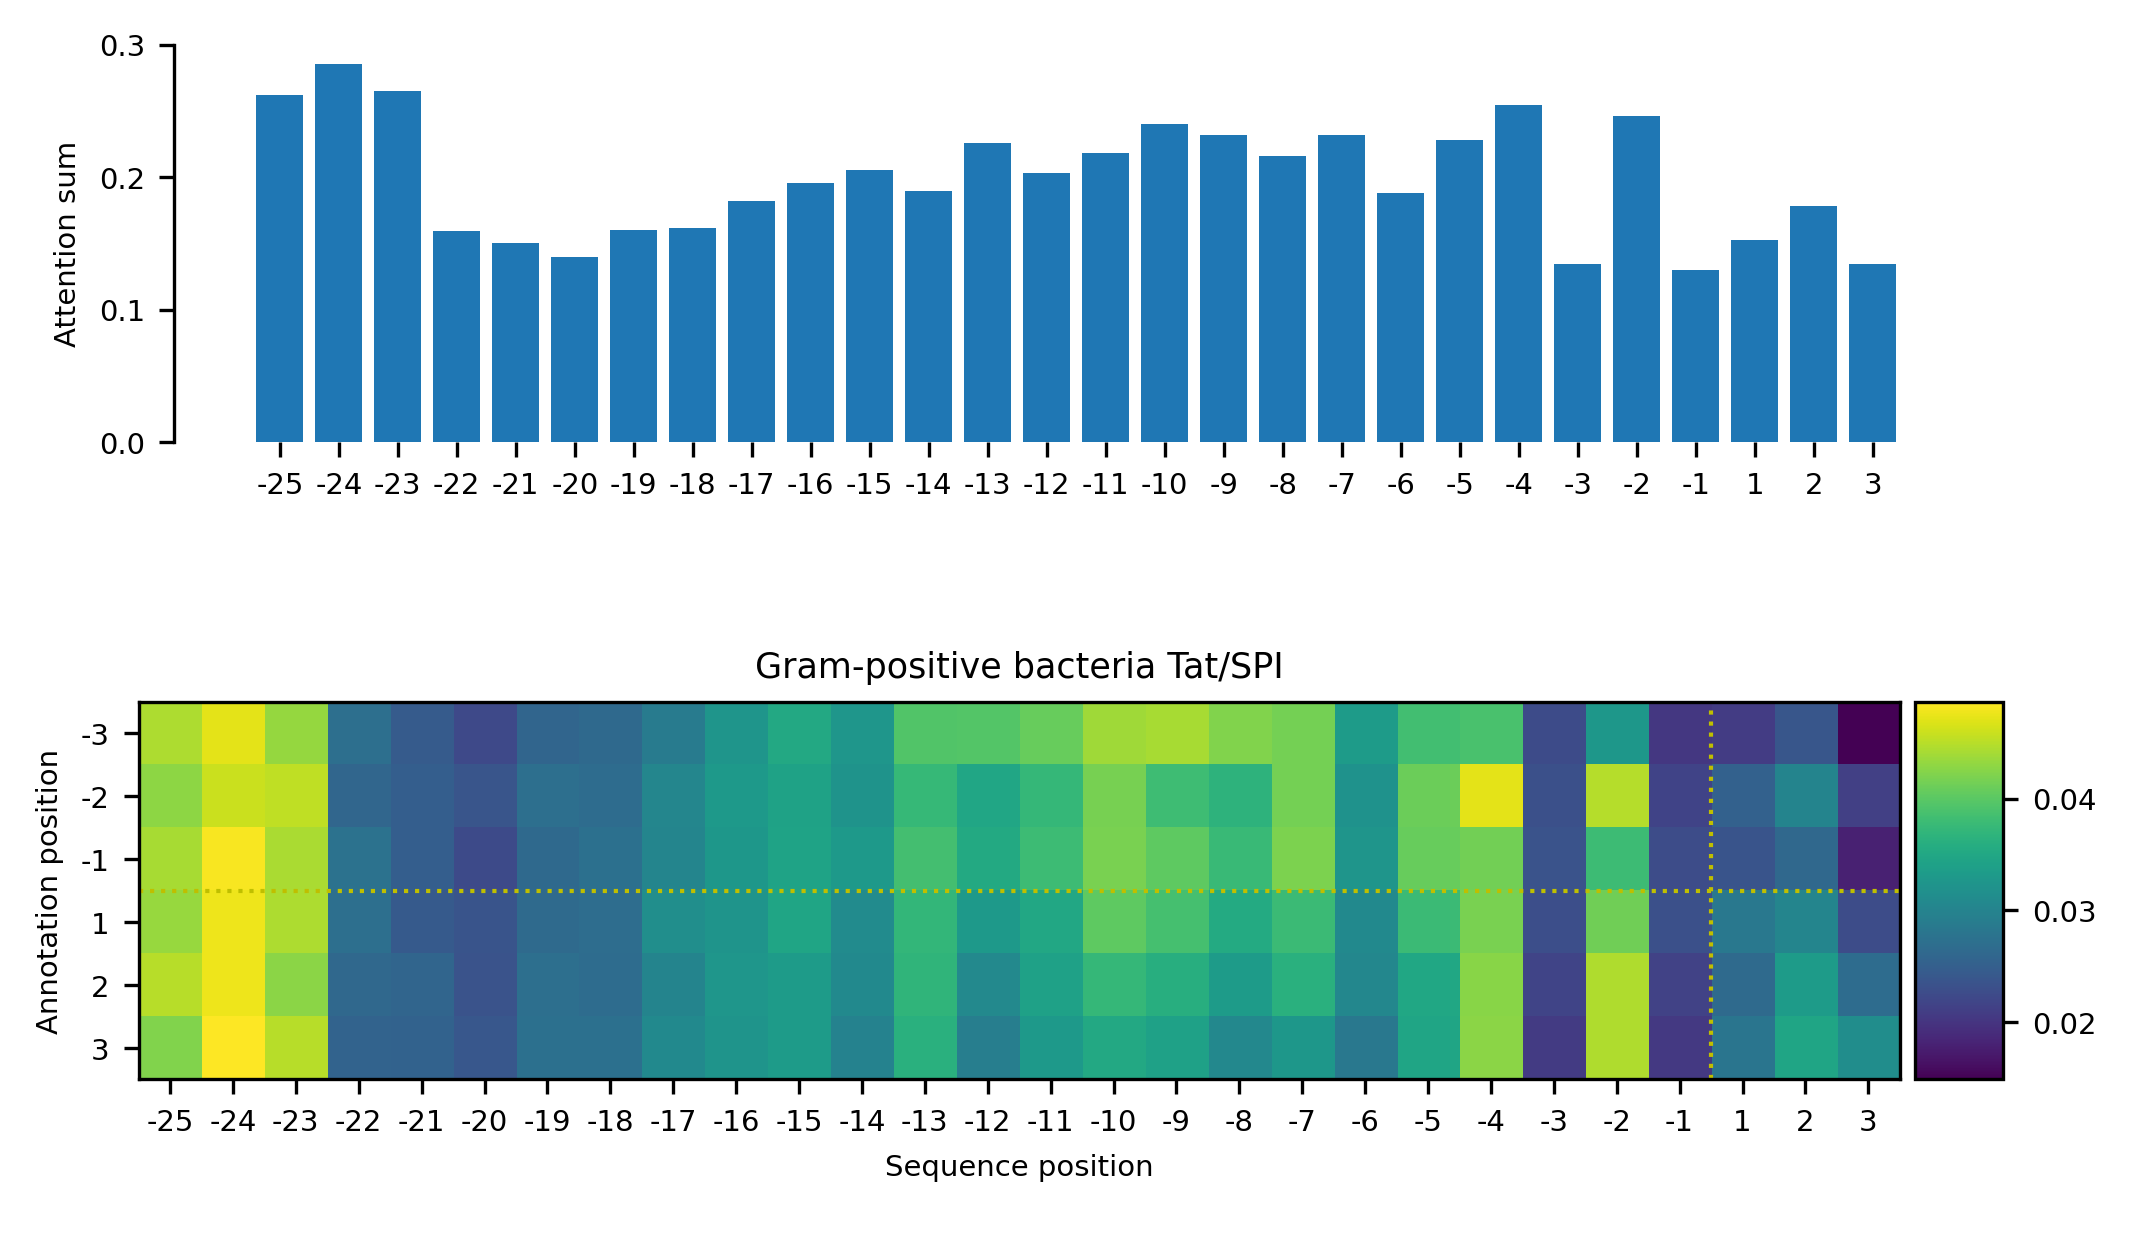 0.3
0.2
0.1
0.0
Attention sum
-25 -24 -23 -22 -21 -20 -19 -18 -17 -16 -15 -14 -13 -12 -11 -10 -9 -8 -7 -6 -5 -4 -3 -2 -1 1 2 3
Gram-positive bacteria Tat/SPI
Annotation position
-3
-2
-1
1
2
3
0.04
0.03
0.02
-25 -24 -23 -22 -21 -20 -19 -18 -17 -16 -15 -14 -13 -12 -11 -10 -9 -8 -7 -6 -5 -4 -3 -2 -1 1 2 3
Sequence position